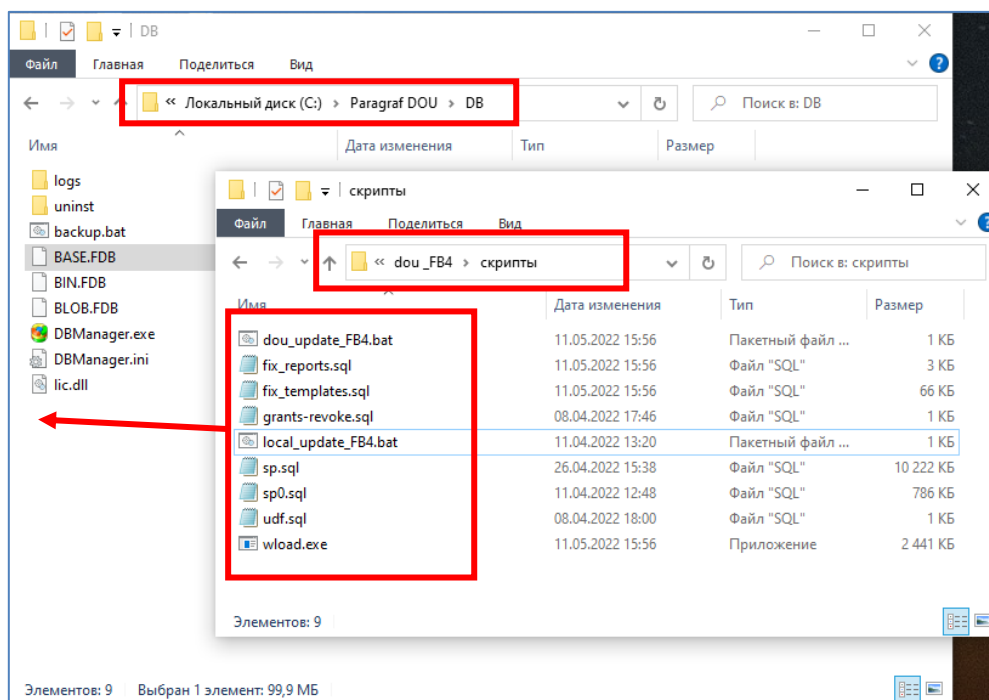 DB
Файл Главная Поделиться Вид
« Локальный диск (C:) › Paragraf DOU › DB Поиск в: DB
Имя Дата изменения Тип Размер
logs
uninst
backup.bat
BASE.FDB
BIN.FDB
BLOB.FDB
DBManager.exe
DBManager.ini
lic.dll
скрипты
Файл Главная Поделиться Вид
« dou _FB4 › скрипты Поиск в: скрипты
Имя Дата изменения Тип Размер
dou_update_FB4.bat 11.05.2022 15:56 Пакетный файл ... 1 КБ
fix_reports.sql 11.05.2022 15:56 Файл "SQL" 3 КБ
fix_templates.sql 11.05.2022 15:56 Файл "SQL" 66 КБ
grants-revoke.sql 08.04.2022 17:46 Файл "SQL" 1 КБ
local_update_FB4.bat 11.04.2022 13:20 Пакетный файл ... 1 КБ
sp.sql 26.04.2022 15:38 Файл "SQL" 10 222 КБ
sp0.sql 11.04.2022 12:48 Файл "SQL" 786 КБ
udf.sql 08.04.2022 18:00 Файл "SQL" 1 КБ
wload.exe 11.05.2022 15:56 Приложение 2 441 КБ
Элементов: 9
Элементов: 9 Выбран 1 элемент: 99,9 МБ